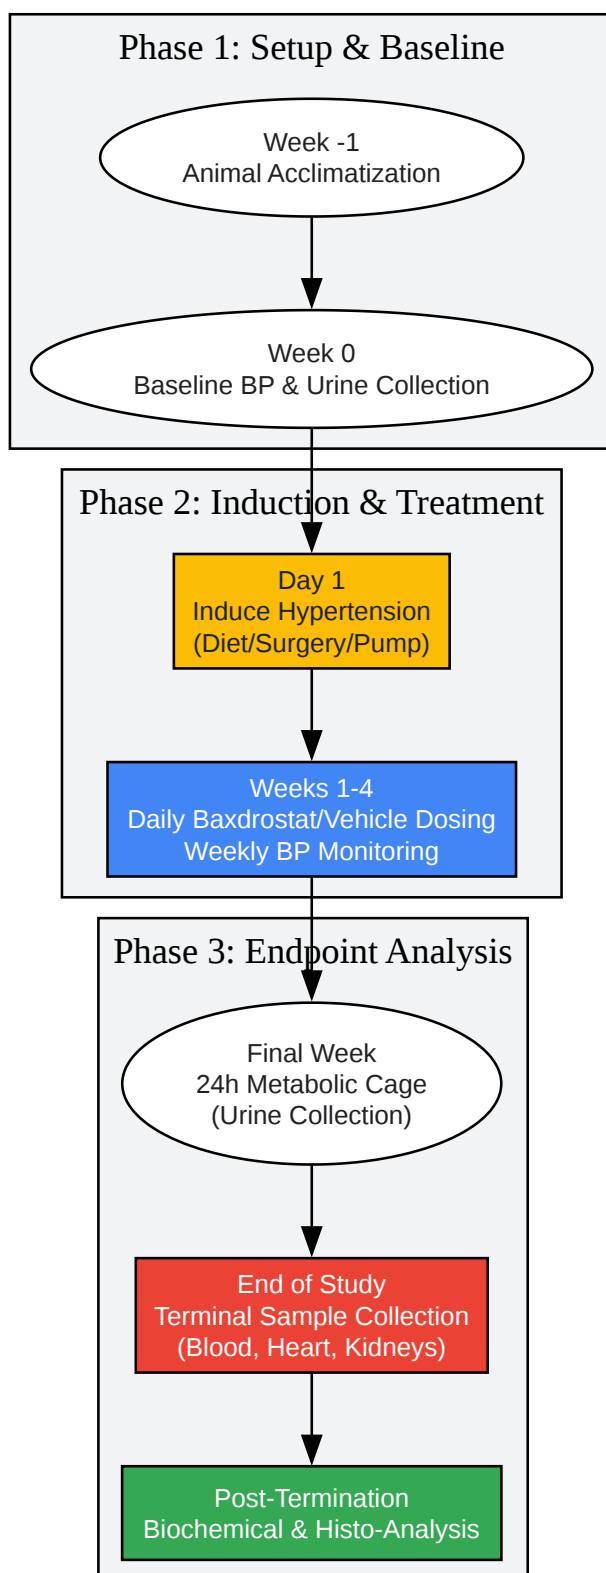 Phase 1: Setup & Baseline
Week -1
Animal Acclimatization
Week 0
Baseline BP & Urine Collection
Phase 2: Induction & Treatment
Day 1
Induce Hypertension
(Diet/Surgery/Pump)
Weeks 1-4
Daily Baxdrostat/Vehicle Dosing
Weekly BP Monitoring
Phase 3: Endpoint Analysis
Final Week
24h Metabolic Cage
(Urine Collection)
End of Study
Terminal Sample Collection
(Blood, Heart, Kidneys)
Post-Termination
Biochemical & Histo-Analysis